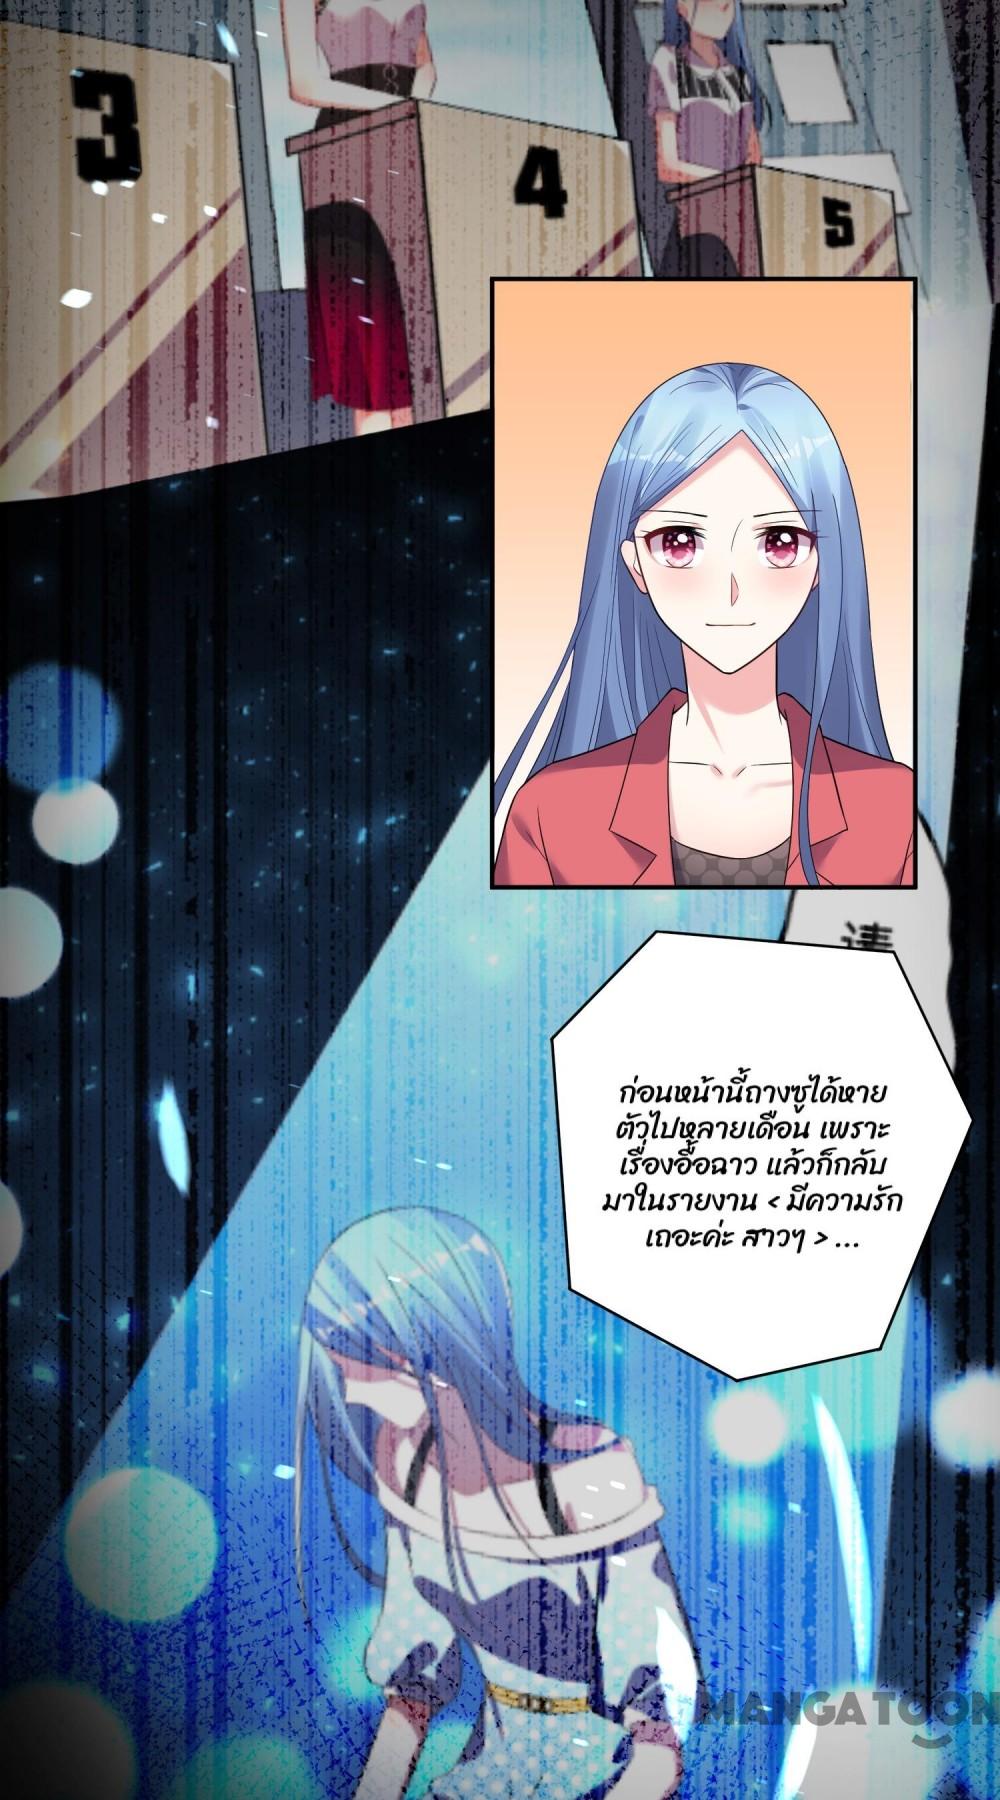 3
4
5
请
ก่อนหน้านี้ถางซูได้หาย
ตัวไปหลายเดือน เพราะ
เรื่องอื้อฉาว แล้วก็กลับ
มาในรายงาน < มีความรัก
เถอะค่ะ สาวๆ > ...
MANGATOON